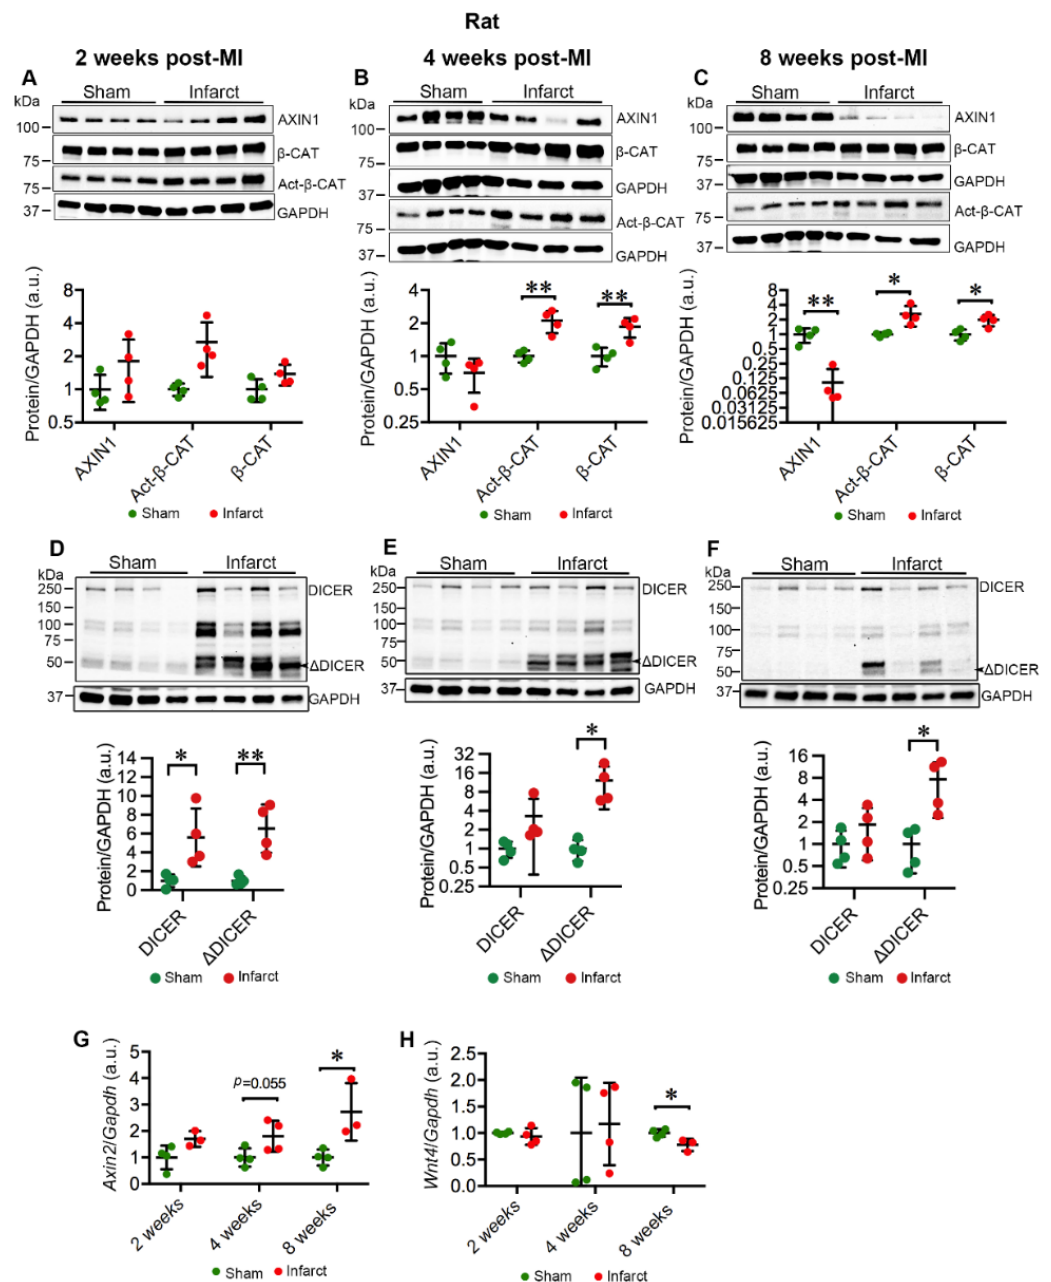 Rat
2 weeks post-MI
4 weeks post-MI
8 weeks post-MI
A
kDa
Sham
Infarct
100
75
75
37
AXIN1
β-CAT
Act-β-CAT
GAPDH
Protein/GAPDH (a.u.)
8
4
2
1
0.5
AXIN1
Act-β-CAT
β-CAT
Sham
Infarct
B
kDa
Sham
Infarct
100
75
37
75
37
AXIN1
β-CAT
GAPDH
Act-β-CAT
GAPDH
Protein/GAPDH (a.u.)
4
2
1
0.5
0.25
**
**
AXIN1
Act-β-CAT
β-CAT
Sham
Infarct
C
kDa
Sham
Infarct
100
75
37
75
37
AXIN1
β-CAT
GAPDH
Act-β-CAT
GAPDH
Protein/GAPDH (a.u.)
8
4
2
1
0.5
0.25
0.125
0.0625
0.03125
0.015625
**
*
*
AXIN1
Act-β-CAT
β-CAT
Sham
Infarct
D
kDa
Sham
Infarct
250
150
100
75
50
37
DICER
ΔDICER
GAPDH
Protein/GAPDH (a.u.)
14
12
10
8
6
4
2
0
*
**
DICER
ΔDICER
Sham
Infarct
E
kDa
Sham
Infarct
250
150
100
75
50
37
DICER
ΔDICER
GAPDH
Protein/GAPDH (a.u.)
32
16
8
4
2
1
0.5
0.25
*
DICER
ΔDICER
Sham
Infarct
F
kDa
Sham
Infarct
250
150
100
75
50
37
DICER
ΔDICER
GAPDH
Protein/GAPDH (a.u.)
16
8
4
2
1
0.5
0.25
*
DICER
ΔDICER
Sham
Infarct
G
Axin2/Gapdh (a.u.)
5
4
3
2
1
0
p=0.055
*
2 weeks
4 weeks
8 weeks
Sham
Infarct
H
Wnt4/Gapdh (a.u.)
2.5
2.0
1.5
1.0
0.5
0.0
*
2 weeks
4 weeks
8 weeks
Sham
Infarct